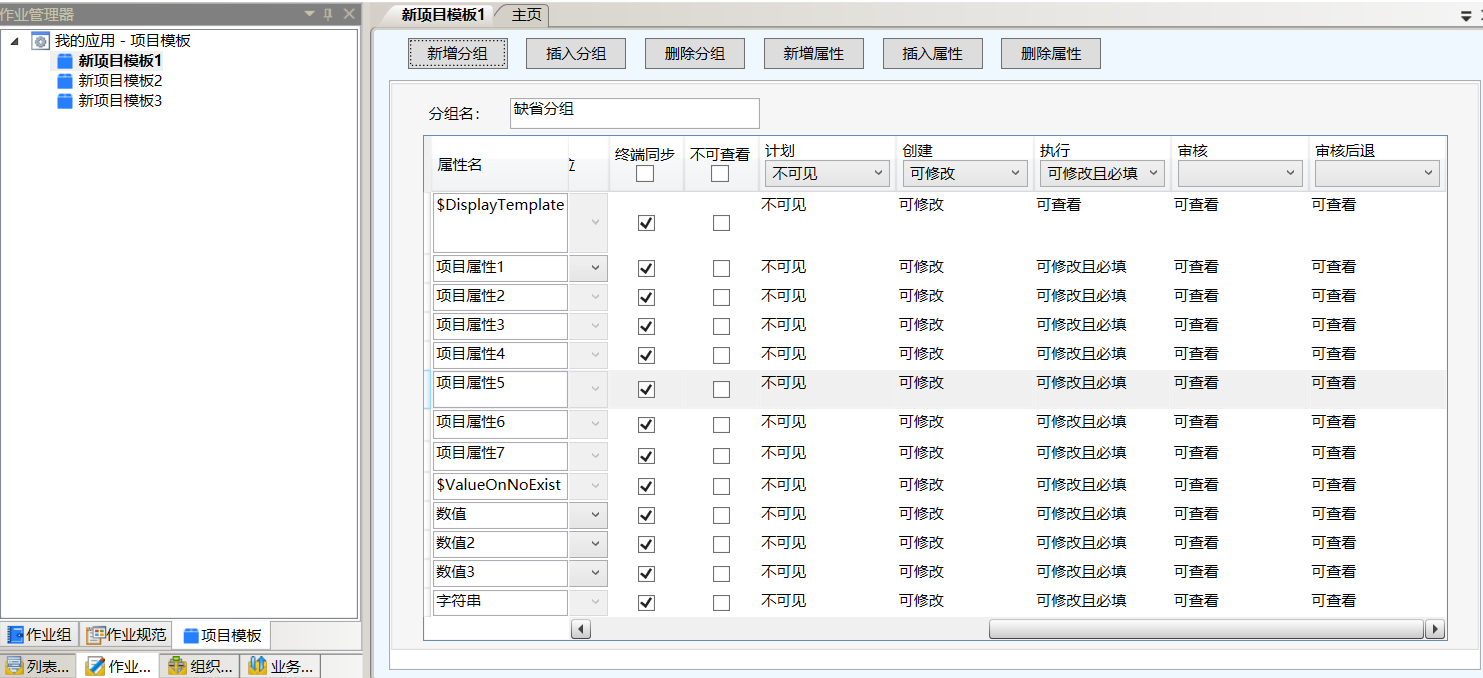 作业管理器
我的应用 - 项目模板
新项目模板1
新项目模板2
新项目模板3
作业组 作业规范 项目模板
列表... 作业... 组织... 业务...
新项目模板1 主页
新增分组 插入分组 删除分组 新增属性 插入属性 删除属性
分组名: 缺省分组
属性名 终端同步 不可查看 计划 创建 执行 审核 审核后退
不可见 可修改 可修改且必填
$DisplayTemplate 不可见 可修改 可查看 可查看 可查看
项目属性1 不可见 可修改 可修改且必填 可查看 可查看
项目属性2 不可见 可修改 可修改且必填 可查看 可查看
项目属性3 不可见 可修改 可修改且必填 可查看 可查看
项目属性4 不可见 可修改 可修改且必填 可查看 可查看
项目属性5 不可见 可修改 可修改且必填 可查看 可查看
项目属性6 不可见 可修改 可修改且必填 可查看 可查看
项目属性7 不可见 可修改 可修改且必填 可查看 可查看
$ValueOnNoExist 不可见 可修改 可修改且必填 可查看 可查看
数值 不可见 可修改 可修改且必填 可查看 可查看
数值2 不可见 可修改 可修改且必填 可查看 可查看
数值3 不可见 可修改 可修改且必填 可查看 可查看
字符串 不可见 可修改 可修改且必填 可查看 可查看